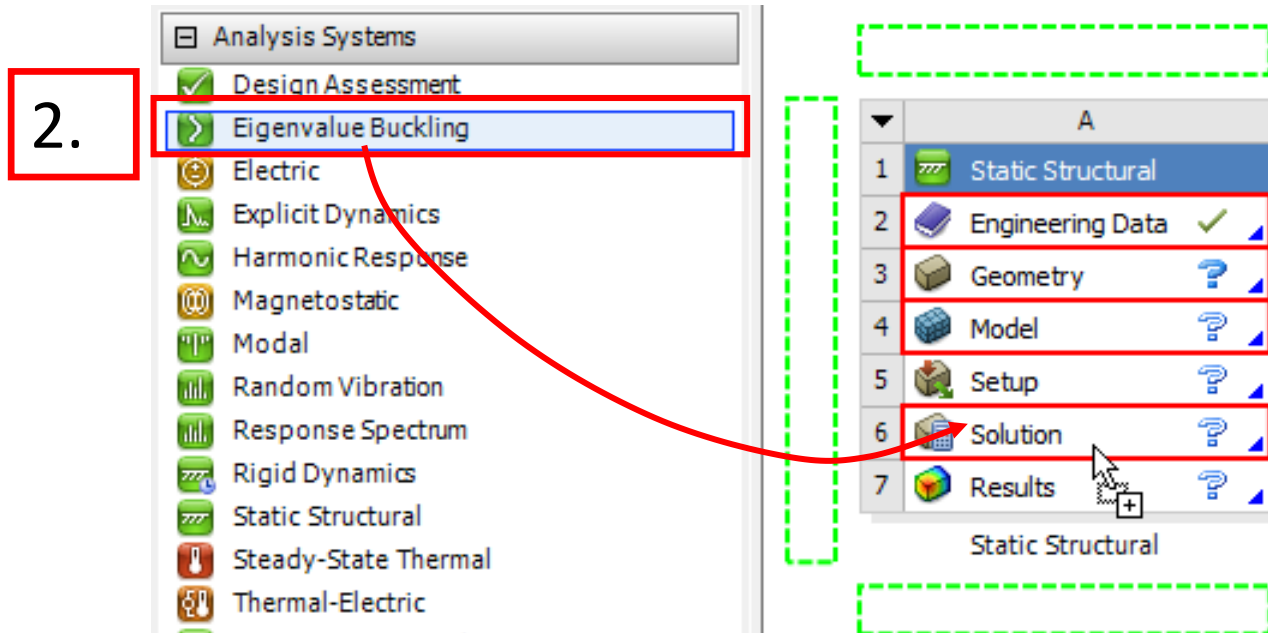 2.
Analysis Systems
Design Assessment
Eigenvalue Buckling
Electric
Explicit Dynamics
Harmonic Response
Magnetostatic
Modal
Random Vibration
Response Spectrum
Rigid Dynamics
Static Structural
Steady-State Thermal
Thermal-Electric
A
1 Static Structural
2 Engineering Data
3 Geometry
4 Model
5 Setup
6 Solution
7 Results
Static Structural